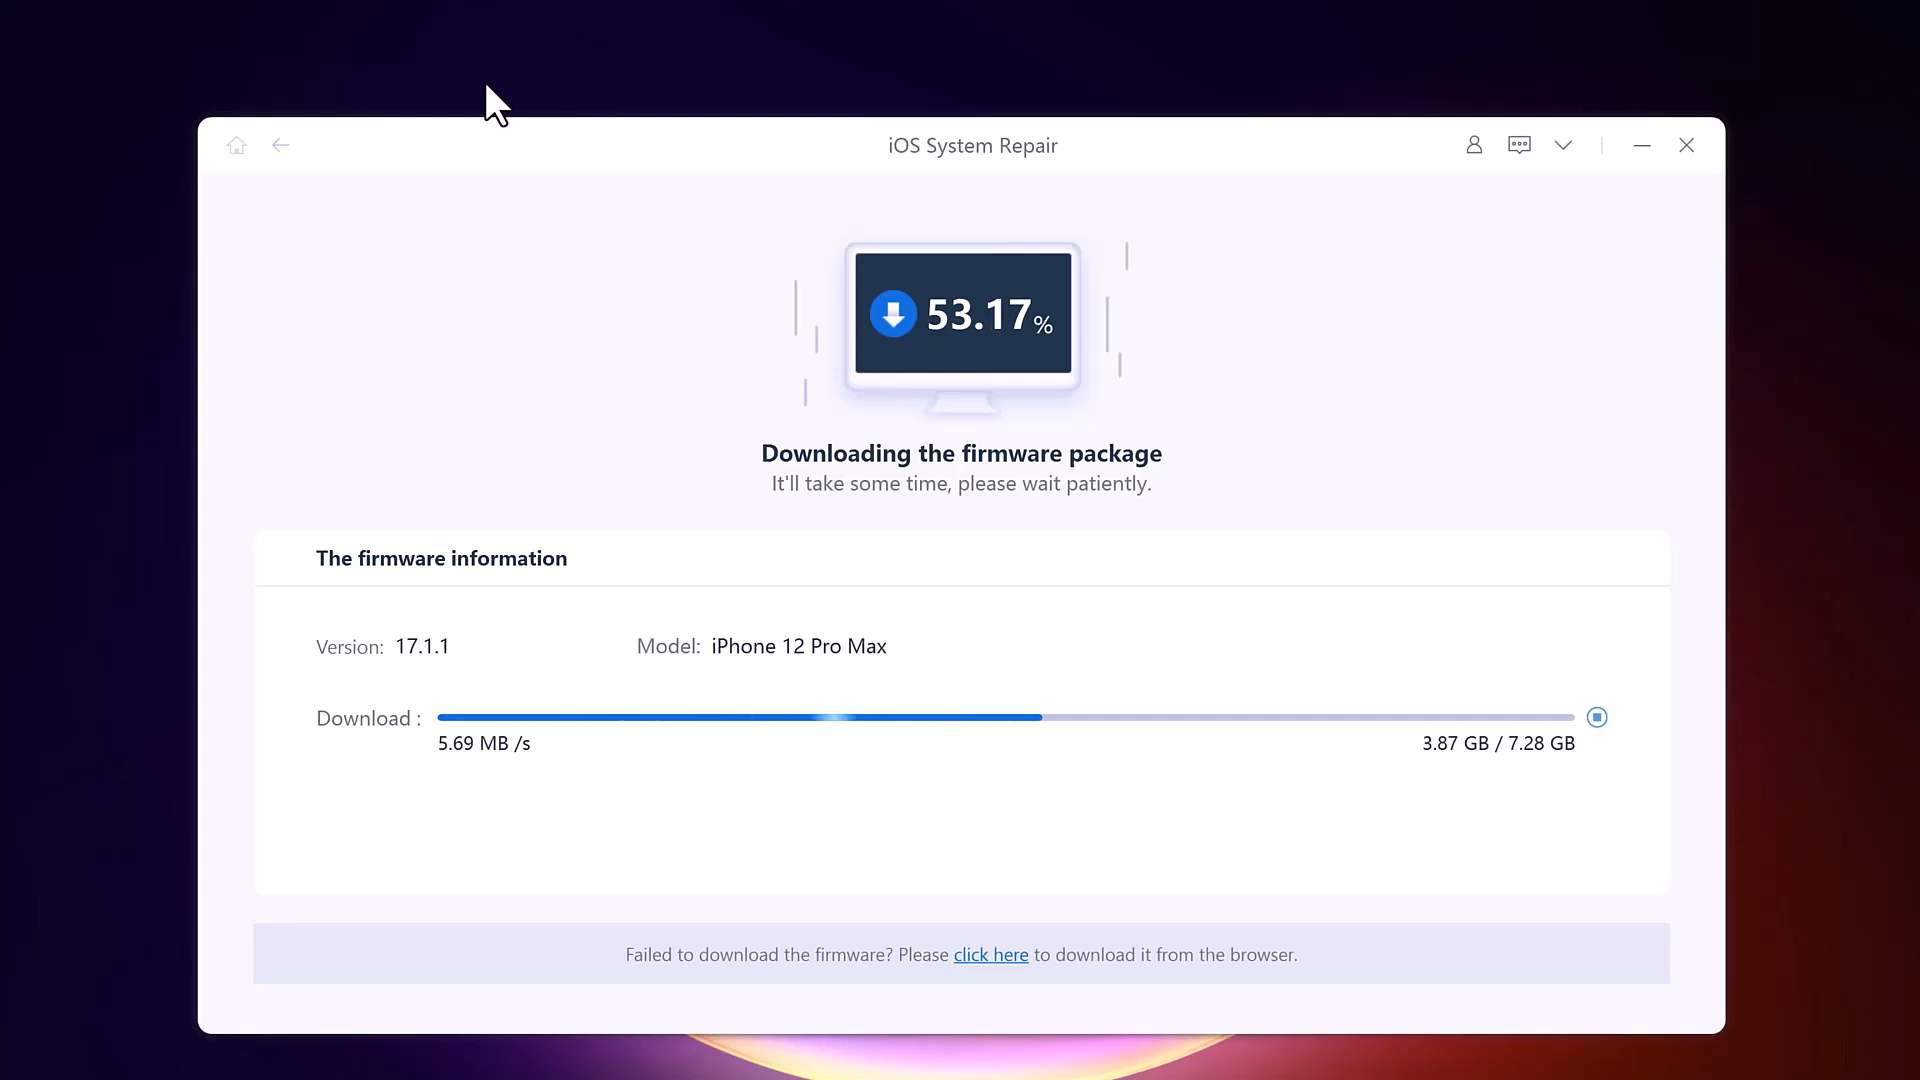 iOS System Repair
53.17%
Downloading the firmware package
It'll take some time, please wait patiently.
The firmware information
Version: 17.1.1 Model: iPhone 12 Pro Max
Download :
5.69 MB /s 3.87 GB / 7.28 GB
Failed to download the firmware? Please click here to download it from the browser.